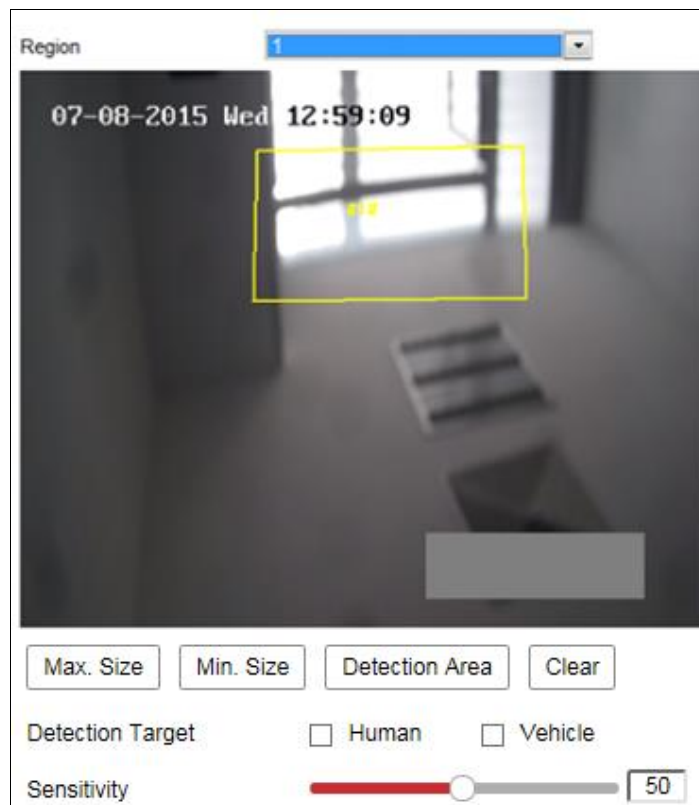 Region 1
07-08-2015 Wed 12:59:09
#1#
Max. Size Min. Size Detection Area Clear
Detection Target Human Vehicle
Sensitivity 50